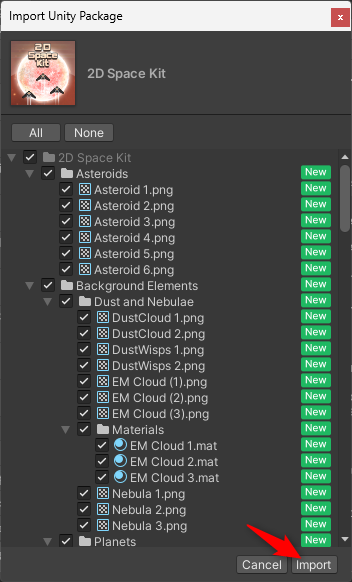 Import Unity Package
x
2D
Space
Kit
2D Space Kit
All
None
2D Space Kit
Asteroids New
Asteroid 1.png New
Asteroid 2.png New
Asteroid 3.png New
Asteroid 4.png New
Asteroid 5.png New
Asteroid 6.png New
Background Elements New
Dust and Nebulae New
DustCloud 1.png New
DustCloud 2.png New
DustWisps 1.png New
DustWisps 2.png New
EM Cloud (1).png New
EM Cloud (2).png New
EM Cloud (3).png New
Materials New
EM Cloud 1.mat New
EM Cloud 2.mat New
EM Cloud 3.mat New
Nebula 1.png New
Nebula 2.png New
Nebula 3.png New
Planets New
Cancel
Import